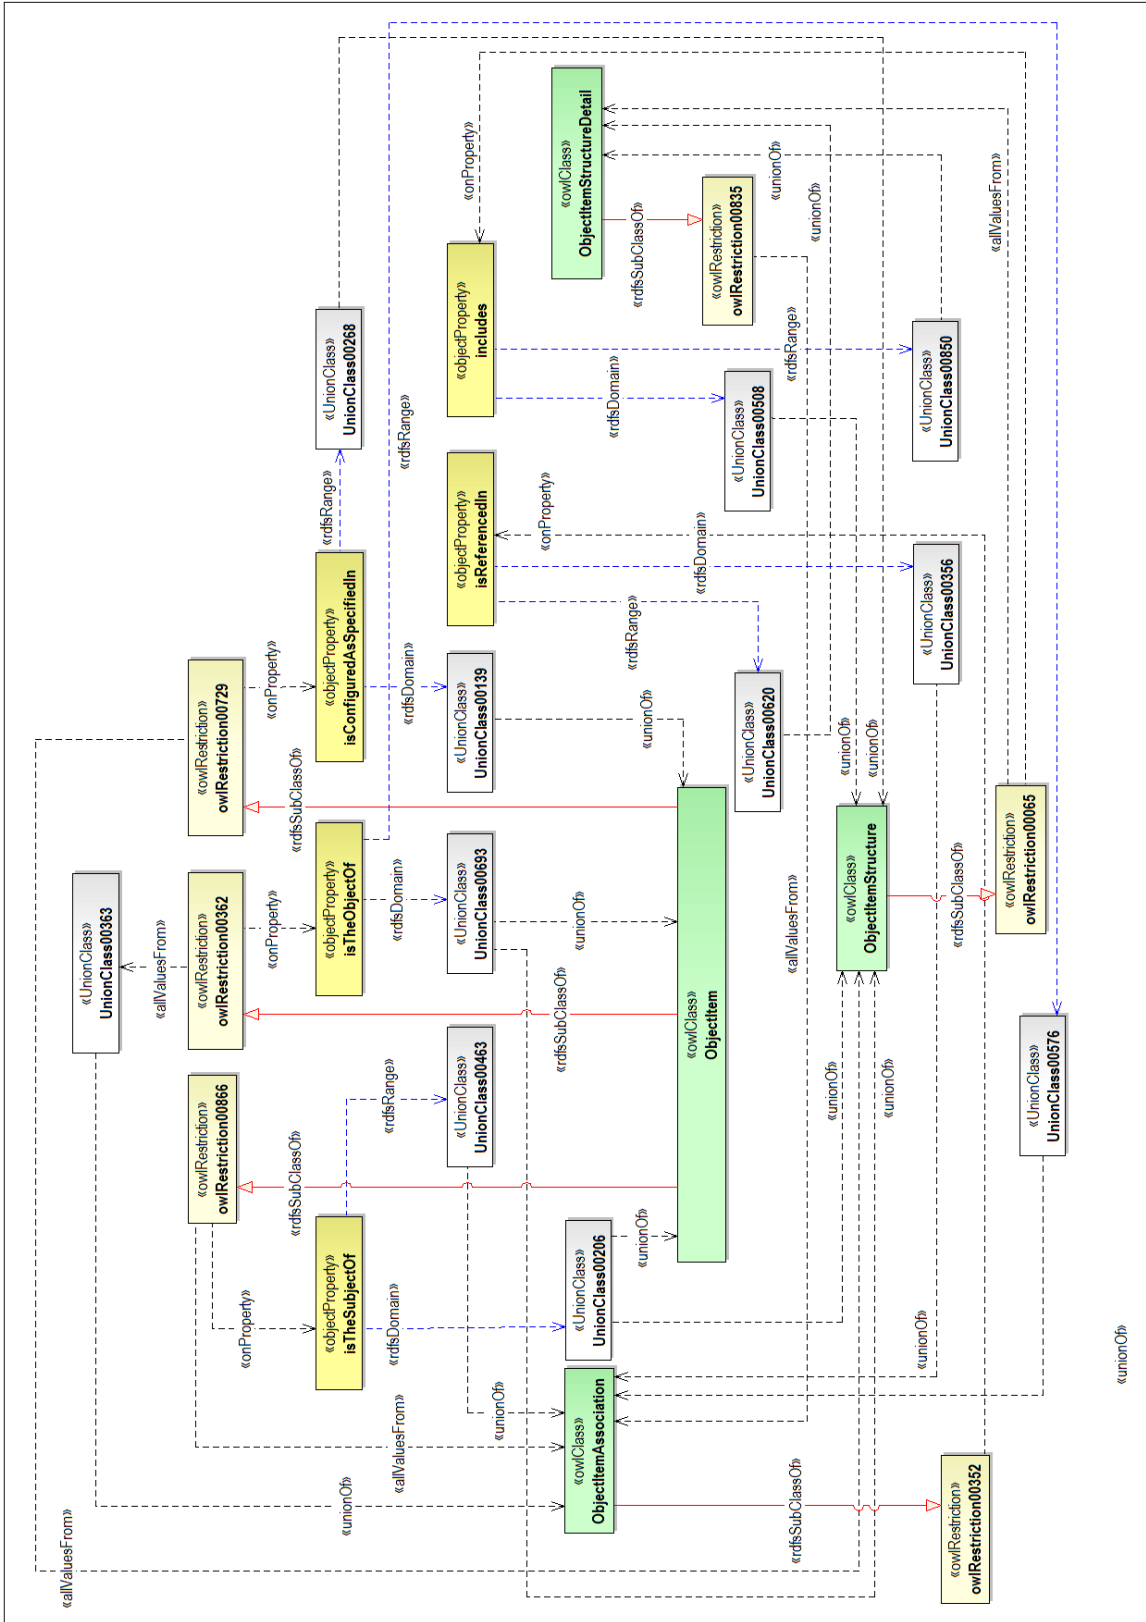 «owlClass»
ObjectItemStructureDetail
«onProperty»
«unionOf»
«unionOf»
«allValuesFrom»
«rdfsSubClassOf»
«owlRestriction»
owlRestriction00835
«objectProperty»
includes
«UnionClass»
UnionClass00268
«rdfsRange»
«rdfsDomain»
«rdfsRange»
«UnionClass»
UnionClass00508
«UnionClass»
UnionClass00850
«rdfsRange»
«objectProperty»
isReferencedIn
«onProperty»
«rdfsDomain»
«rdfsRange»
«UnionClass»
UnionClass00356
«objectProperty»
isConfiguredAsSpecifiedIn
«owlRestriction»
owlRestriction00729
«onProperty»
«rdfsDomain»
«UnionClass»
UnionClass00139
«unionOf»
«UnionClass»
UnionClass00620
«unionOf»
«unionOf»
«rdfsSubClassOf»
«UnionClass»
UnionClass00363
«owlRestriction»
owlRestriction00362
«allValuesFrom»
«onProperty»
«objectProperty»
isTheObjectOf
«rdfsDomain»
«UnionClass»
UnionClass00693
«unionOf»
«allValuesFrom»
«owlClass»
ObjectItemStructure
«rdfsSubClassOf»
«owlRestriction»
owlRestriction00065
«rdfsSubClassOf»
«owlClass»
ObjectItem
«unionOf»
«unionOf»
«UnionClass»
UnionClass00576
«owlRestriction»
owlRestriction00866
«rdfsRange»
«UnionClass»
UnionClass00463
«rdfsSubClassOf»
«objectProperty»
isTheSubjectOf
«onProperty»
«rdfsDomain»
«UnionClass»
UnionClass00206
«unionOf»
«unionOf»
«unionOf»
«unionOf»
«allValuesFrom»
«unionOf»
«owlClass»
ObjectItemAssociation
«unionOf»
«rdfsSubClassOf»
«owlRestriction»
owlRestriction00352
«allValuesFrom»